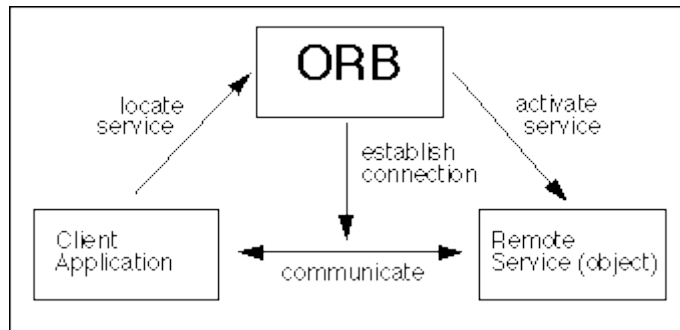 ORB
locate
service
activate
service
establish
connection
Client
Application
communicate
Remote
Service (object)